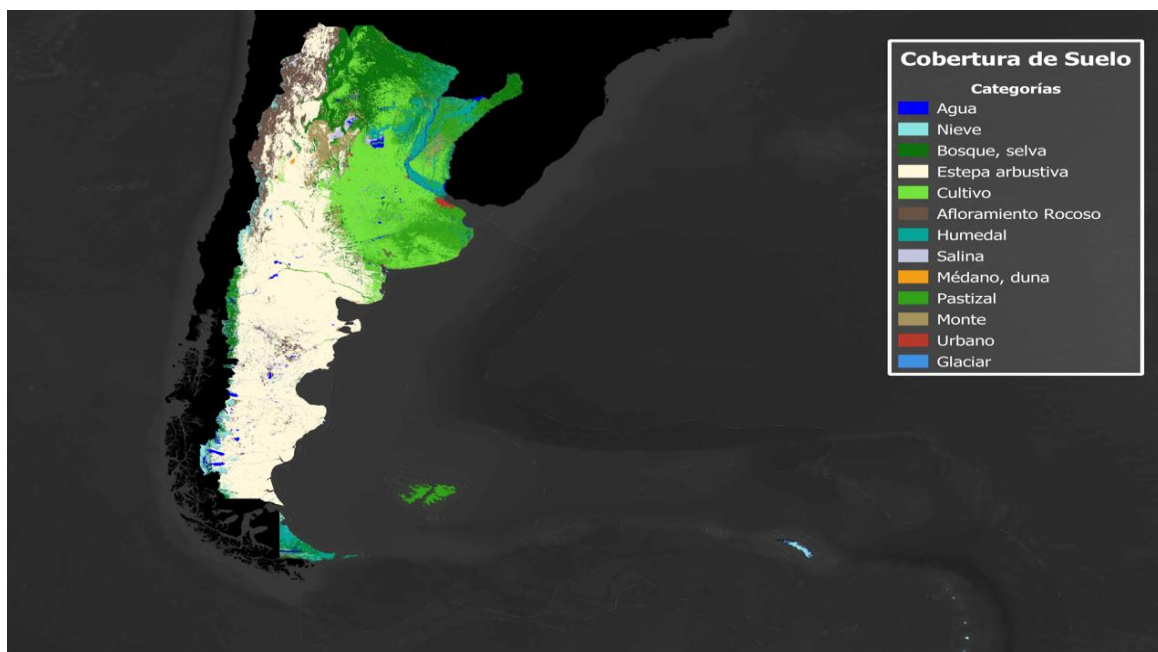 Cobertura de Suelo
Categorías
Agua
Nieve
Bosque, selva
Estepa arbustiva
Cultivo
Afloramiento Rocoso
Humedal
Salina
Médano, duna
Pastizal
Monte
Urbano
Glaciar